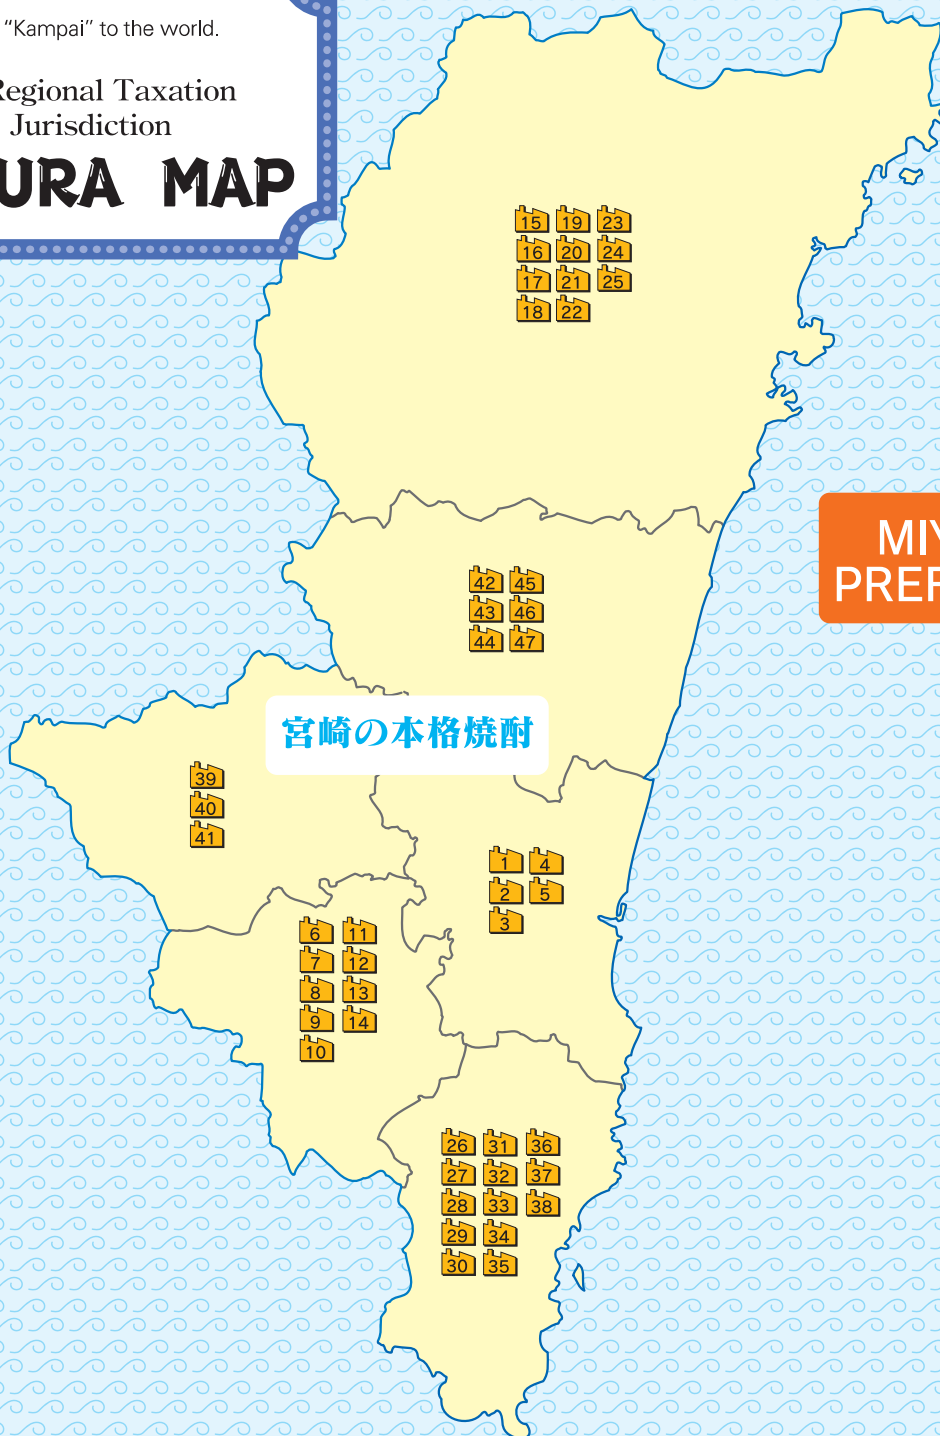 "Kampai" to the world.
Regional Taxation
Jurisdiction
URA MAP
15 19 23
16 20 24
17 21 25
18 22
MIY
PREF
42 45
43 46
44 47
宮崎の本格焼酎
39
40
41
1 4
2 5
3
6 11
7 12
8 13
9 14
10
26 31 36
27 32 37
28 33 38
29 34
30 35